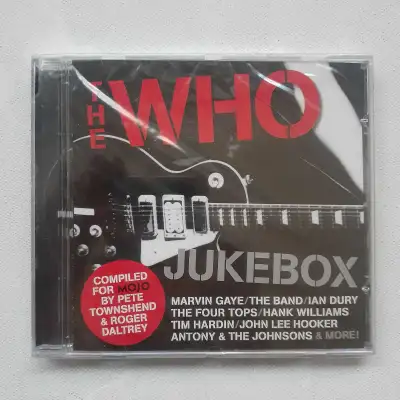 THE WHO
JUKEBOX
COMPILED
FOR MOJO
BY PETE
TOWNSHEND
& ROGER
DALTREY
MARVIN GAYE/THE BAND/IAN DURY
THE FOUR TOPS/HANK WILLIAMS
TIM HARDIN/JOHN LEE HOOKER
ANTONY & THE JOHNSONS & MORE!